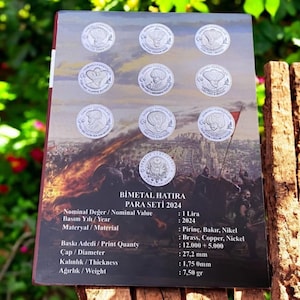 BİMETAL HATIRA
PARA SETİ 2024
Nominal Değer / Nominal Value : 1 Lira
Basım Yılı / Year : 2024
Materyal / Material : Pirinç, Bakır, Nikel
: Brass, Copper, Nickel
Baskı Adedi / Print Quanty : 12.000 + 5.000
Çap / Diameter : 27,2 mm
Kalınlık / Thickness : 1,75 0mm
Ağırlık / Weight : 7,50 gr